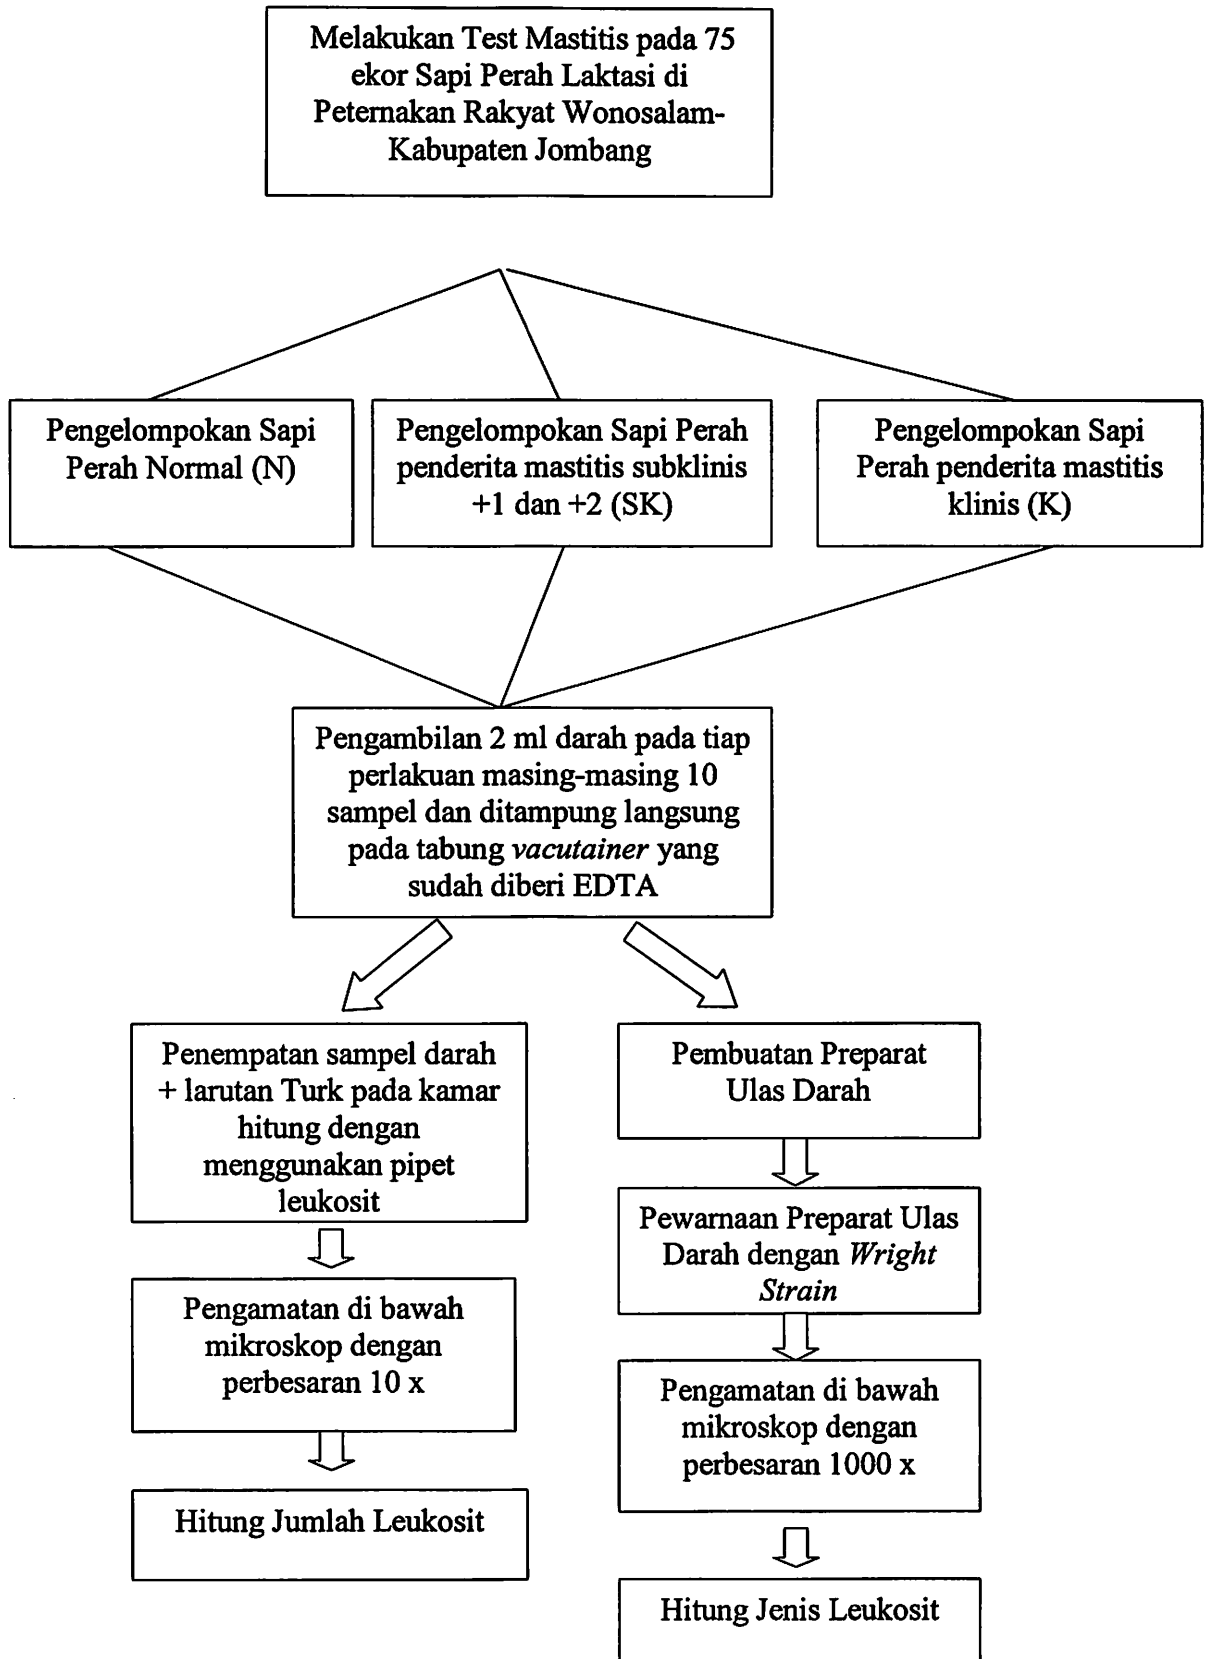 Melakukan Test Mastitis pada 75
ekor Sapi Perah Laktasi di
Peternakan Rakyat Wonosalam-
Kabupaten Jombang
Pengelompokan Sapi
Perah Normal (N)
Pengelompokan Sapi Perah
penderita mastitis subklinis
+1 dan +2 (SK)
Pengelompokan Sapi
Perah penderita mastitis
klinis (K)
Pengambilan 2 ml darah pada tiap
perlakuan masing-masing 10
sampel dan ditampung langsung
pada tabung vacutainer yang
sudah diberi EDTA
Penempatan sampel darah
+ larutan Turk pada kamar
hitung dengan
menggunakan pipet
leukosit
Pengamatan di bawah
mikroskop dengan
perbesaran 10 x
Hitung Jumlah Leukosit
Pembuatan Preparat
Ulas Darah
Pewarnaan Preparat Ulas
Darah dengan Wright
Strain
Pengamatan di bawah
mikroskop dengan
perbesaran 1000 x
Hitung Jenis Leukosit